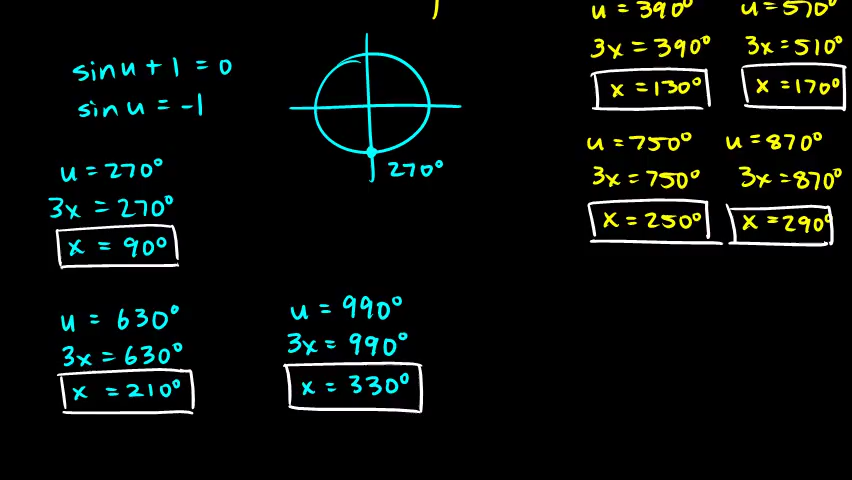 sin u + 1 = 0
sin u = -1
270°
u = 270°
3x = 270°
x = 90°
u = 630°
3x = 630°
x = 210°
u = 990°
3x = 990°
x = 330°
u = 390°
3x = 390°
x = 130°
u = 570°
3x = 510°
x = 170°
u = 750°
3x = 750°
x = 250°
u = 870°
3x = 870°
x = 290°